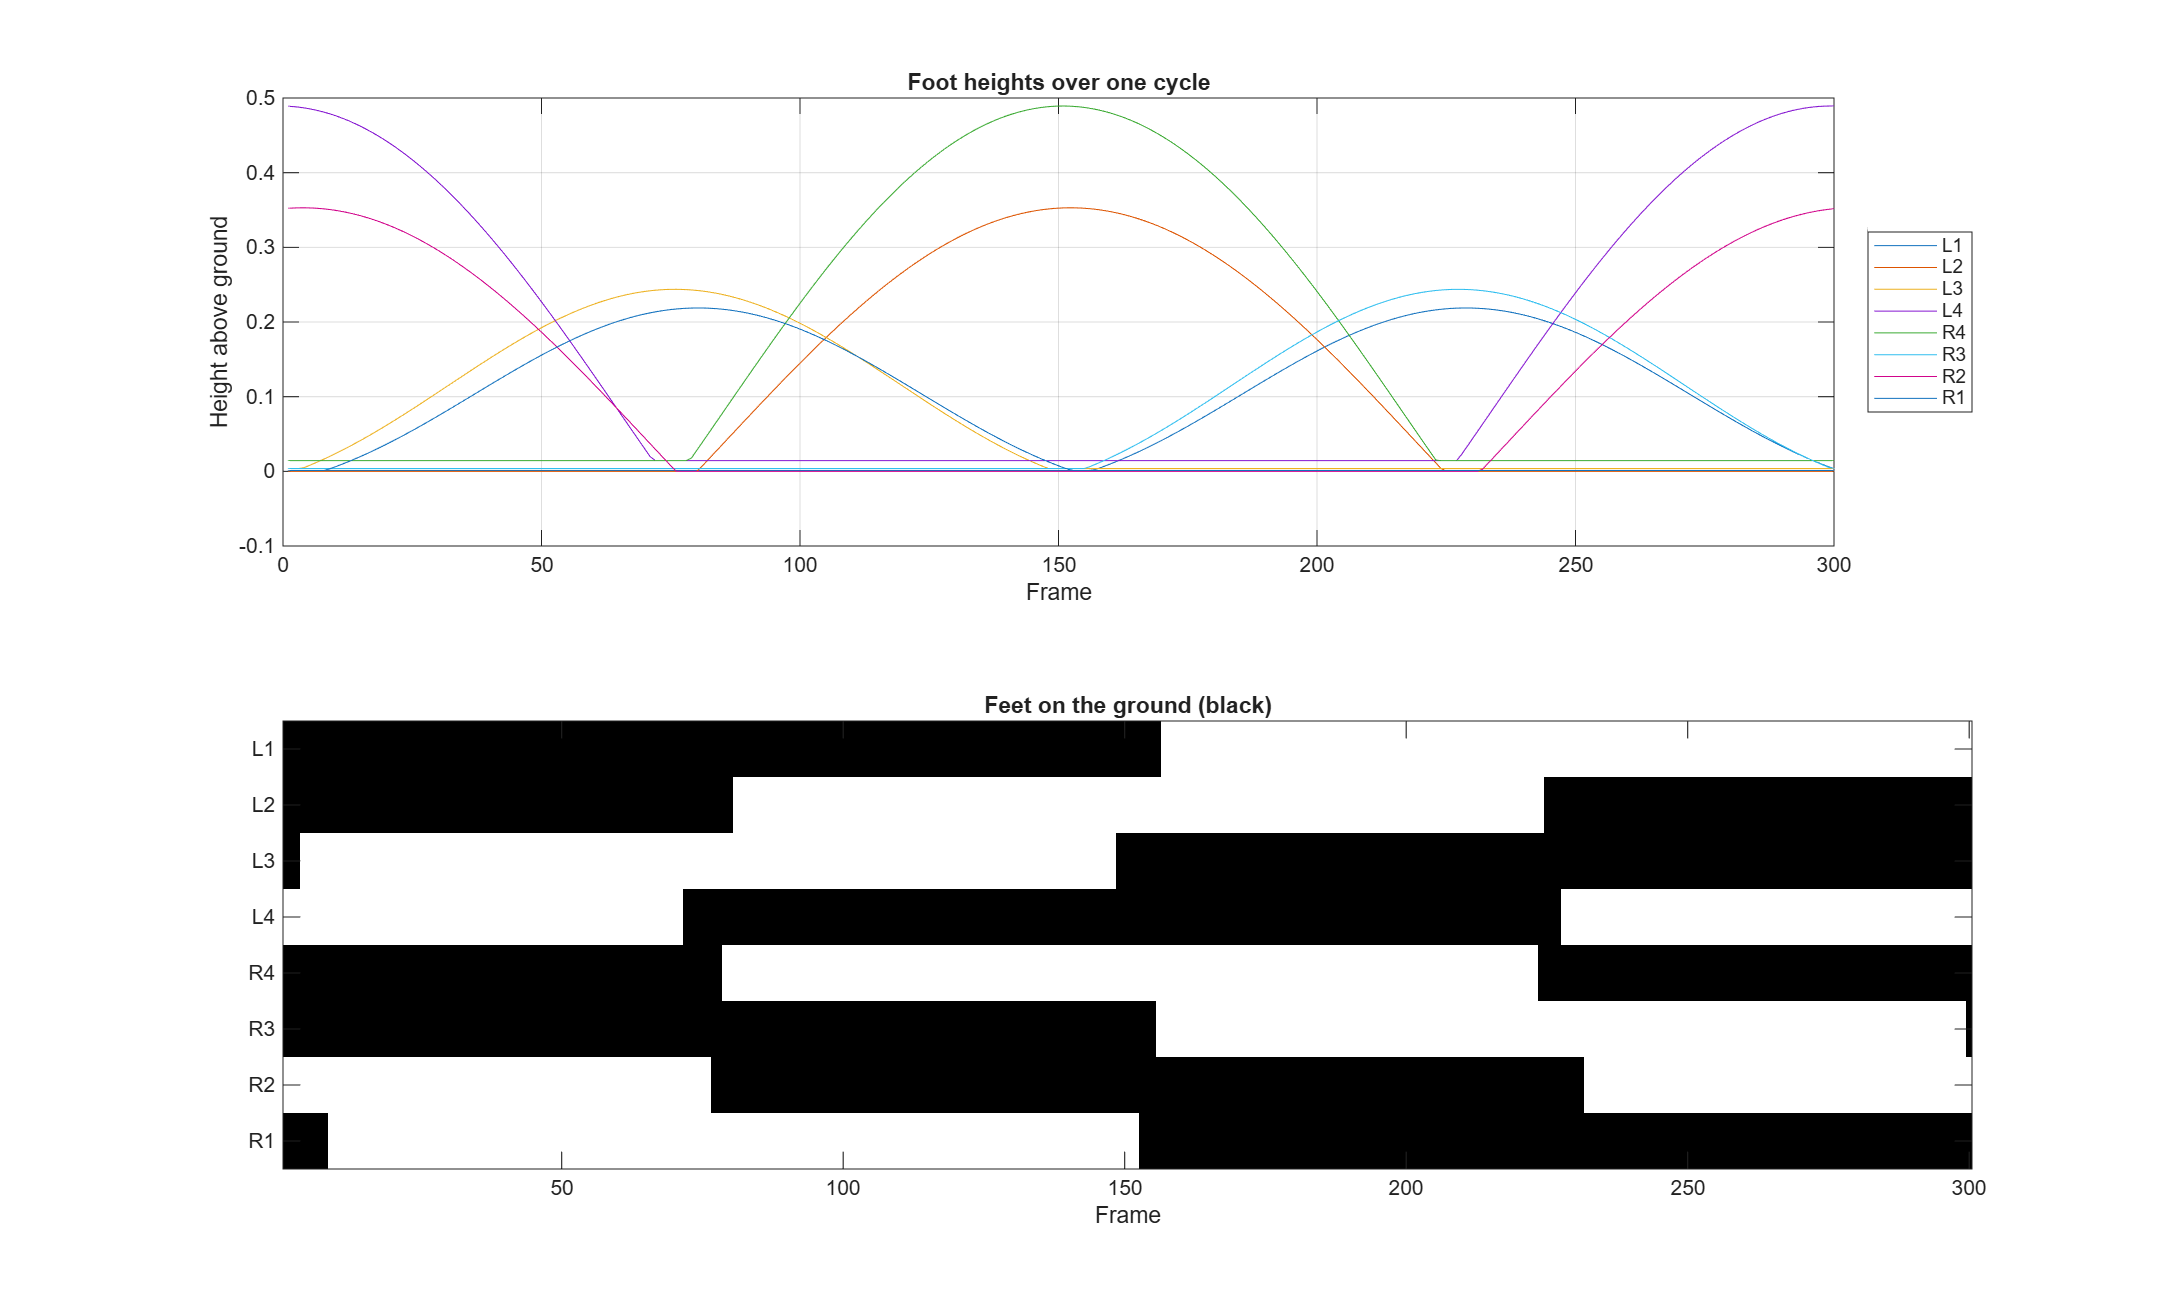 Foot heights over one cycle
0.5
0.4
0.3
0.2
0.1
0
-0.1
Height above ground
0 50 100 150 200 250 300
Frame
L1
L2
L3
L4
R4
R3
R2
R1
Feet on the ground (black)
L1
L2
L3
L4
R4
R3
R2
R1
50 100 150 200 250 300
Frame